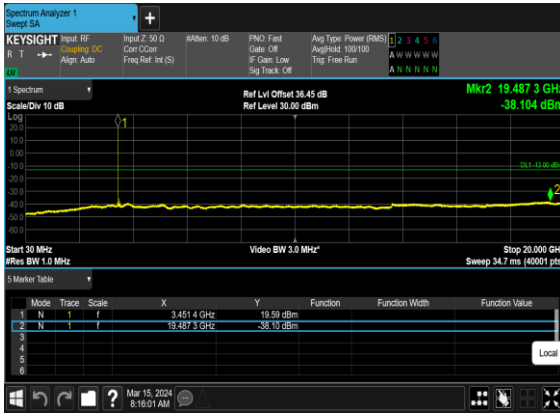 Spectrum Analyzer 1
Swept SA
KEYSIGHT Input: RF Input Z: 50 Ω #Atten: 10 dB PNO: Fast Avg Type: Power (RMS) 1 2 3 4 5 6
R T Coupling: DC Corr CCorr Gate: Off Avg|Hold: 100/100 A W W W W W
Align: Auto Freq Ref: Int (S) IF Gain: Low Trig: Free Run
Sig Track: Off A N N N N N
1 Spectrum
Scale/Div 10 dB
Ref Lvl Offset 36.45 dB
Ref Level 30.00 dBm
Mkr2 19.487 3 GHz
-38.104 dBm
Log
20.0
10.0
0.00
-10.0
-20.0
-30.0
-40.0
-50.0
-60.0
1
DL1 -13.00 dBm
2
Start 30 MHz Video BW 3.0 MHz* Stop 20.000 GHz
#Res BW 1.0 MHz Sweep 34.7 ms (40001 pts)
5 Marker Table
Mode Trace Scale X Y Function Function Width Function Value
1 N 1 f 3.451 4 GHz 19.59 dBm
2 N 1 f 19.487 3 GHz -38.10 dBm
3
4
5
6
Local
? Mar 15, 2024
8:16:01 AM